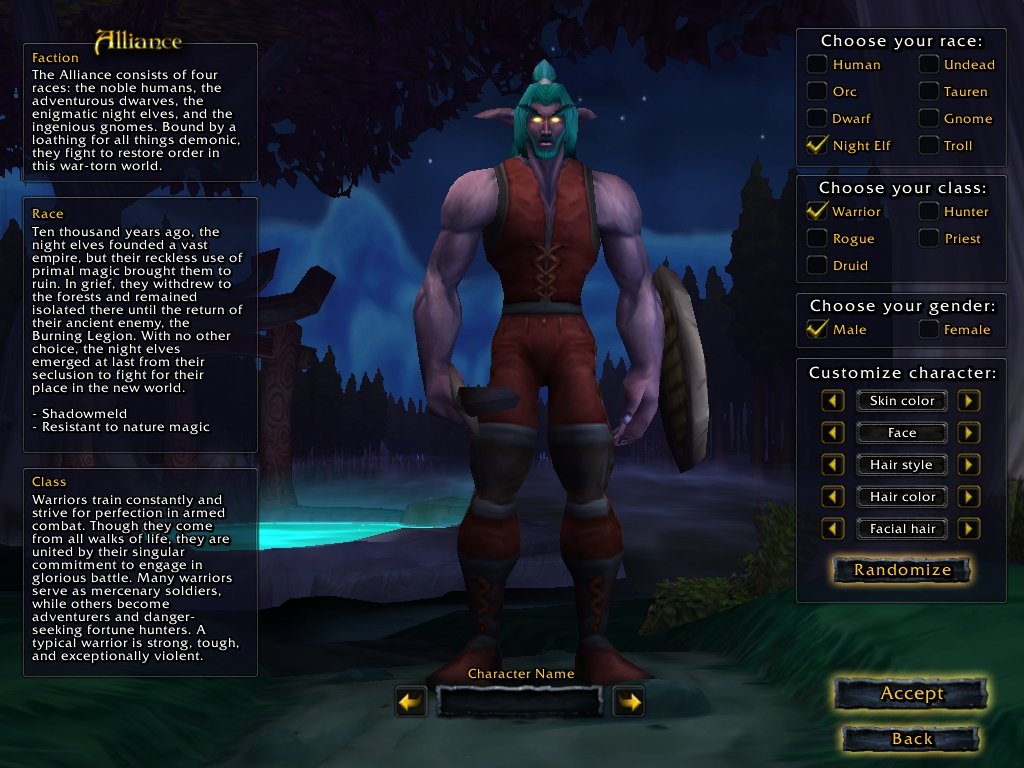 Alliance
Faction
The Alliance consists of four
races: the noble humans, the
adventurous dwarves, the
enigmatic night elves, and the
ingenious gnomes. Bound by a
loathing for all things demonic,
they fight to restore order in
this war-torn world.
Race
Ten thousand years ago, the
night elves founded a vast
empire, but their reckless use of
primal magic brought them to
ruin. In grief, they withdrew to
the forests and remained
isolated there until the return of
their ancient enemy, the
Burning Legion. With no other
choice, the night elves
emerged at last from their
seclusion to fight for their
place in the new world.
- Shadowmeld
- Resistant to nature magic
Class
Warriors train constantly and
strive for perfection in armed
combat. Though they come
from all walks of life, they are
united by their singular
commitment to engage in
glorious battle. Many warriors
serve as mercenary soldiers,
while others become
adventurers and danger-
seeking fortune hunters. A
typical warrior is strong, tough,
and exceptionally violent.
Character Name
Choose your race:
Human Undead
Orc Tauren
Dwarf Gnome
Night Elf Troll
Choose your class:
Warrior Hunter
Rogue Priest
Druid
Choose your gender:
Male Female
Customize character:
Skin color
Face
Hair style
Hair color
Facial hair
Randomize
Accept
Back